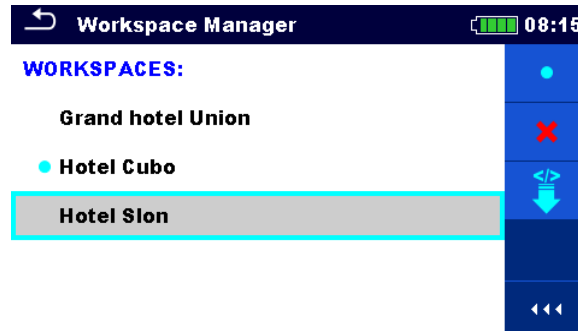 Workspace Manager 08:15
WORKSPACES:
Grand hotel Union
Hotel Cubo
</>
Hotel Slon